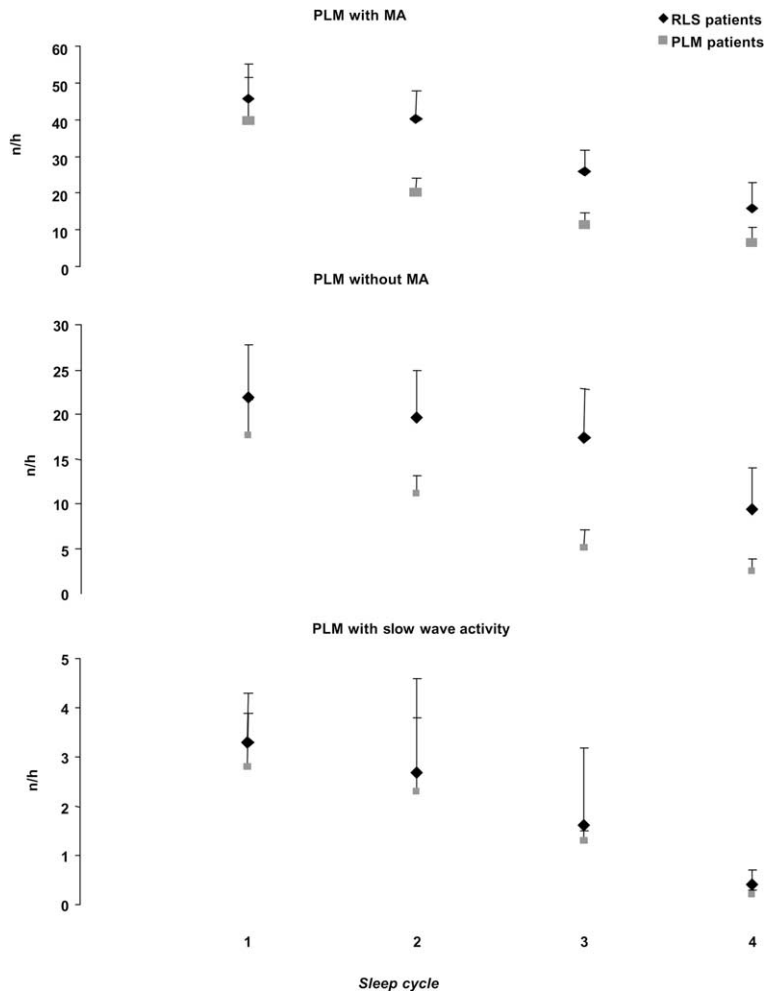 PLM with MA
RLS patients
PLM patients
60
50
40
30
20
10
0
n/h
PLM without MA
30
25
20
15
10
5
0
n/h
PLM with slow wave activity
5
4
3
2
1
0
n/h
1 2 3 4
Sleep cycle